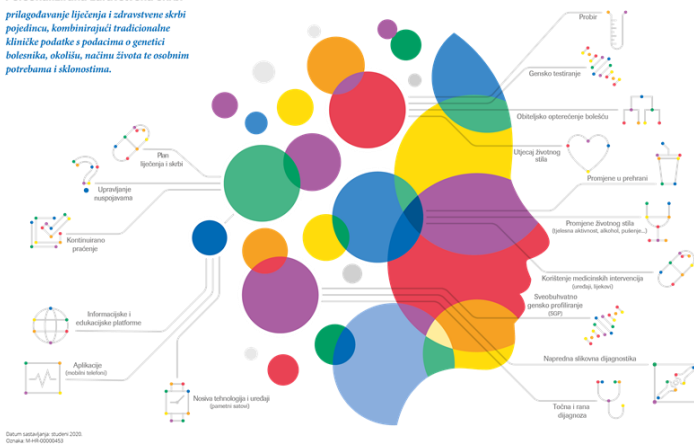 prilagođavanje liječenja i zdravstvene skrbi
pojedincu, kombinirajući tradicionalne
kliničke podatke s podacima o genetici
bolesnika, okolišu, načinu života te osobnim
potrebama i sklonostima.
Probir
Gensko testiranje
Obiteljsko opterećenje bolešću
Utjecaj životnog
stila
Promjene u prehrani
Promjene životnog stila
(tjelesna aktivnost, alkohol, pušenje...)
Korištenje medicinskih intervencija
(uređaji, lijekovi)
Sveobuhvatno
gensko profiliranje
(SGP)
Napredna slikovna dijagnostika
Točna i rana
dijagnoza
Plan
liječenja i skrbi
Upravljanje
nuspojavama
Kontinuirano
praćenje
Informacijske i
edukacijske platforme
Aplikacije
(mobilni telefoni)
Nosiva tehnologija i uređaji
(pametni satovi)
Datum sastavljanja: studeni 2020.
Oznaka: M-HR-00000453